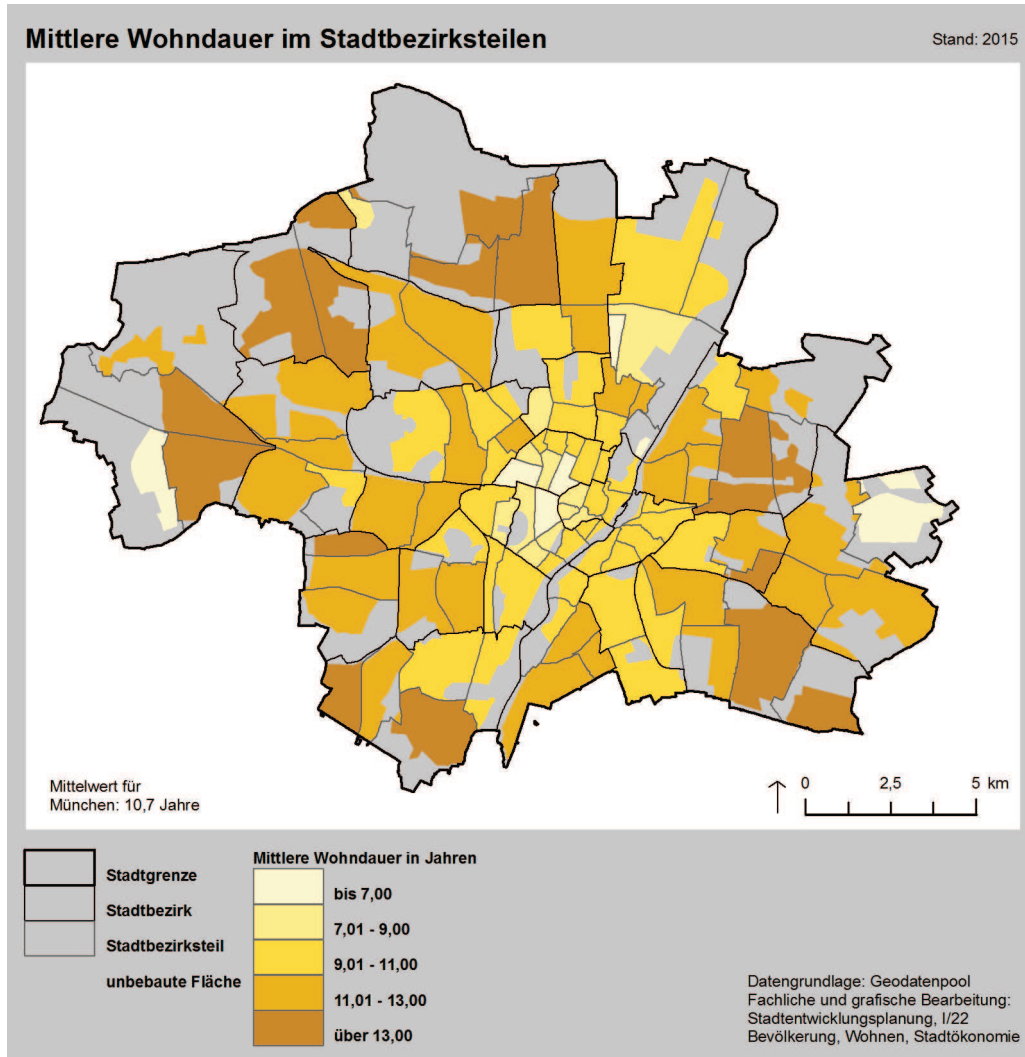 Mittlere Wohndauer im Stadtbezirksteilen
Stand: 2015
Mittelwert für
München: 10,7 Jahre
0 2,5 5 km
Stadtgrenze
Stadtbezirk
Stadtbezirksteil
unbebaute Fläche
Mittlere Wohndauer in Jahren
bis 7,00
7,01 - 9,00
9,01 - 11,00
11,01 - 13,00
über 13,00
Datengrundlage: Geodatenpool
Fachliche und grafische Bearbeitung:
Stadtentwicklungsplanung, I/22
Bevölkerung, Wohnen, Stadtökonomie